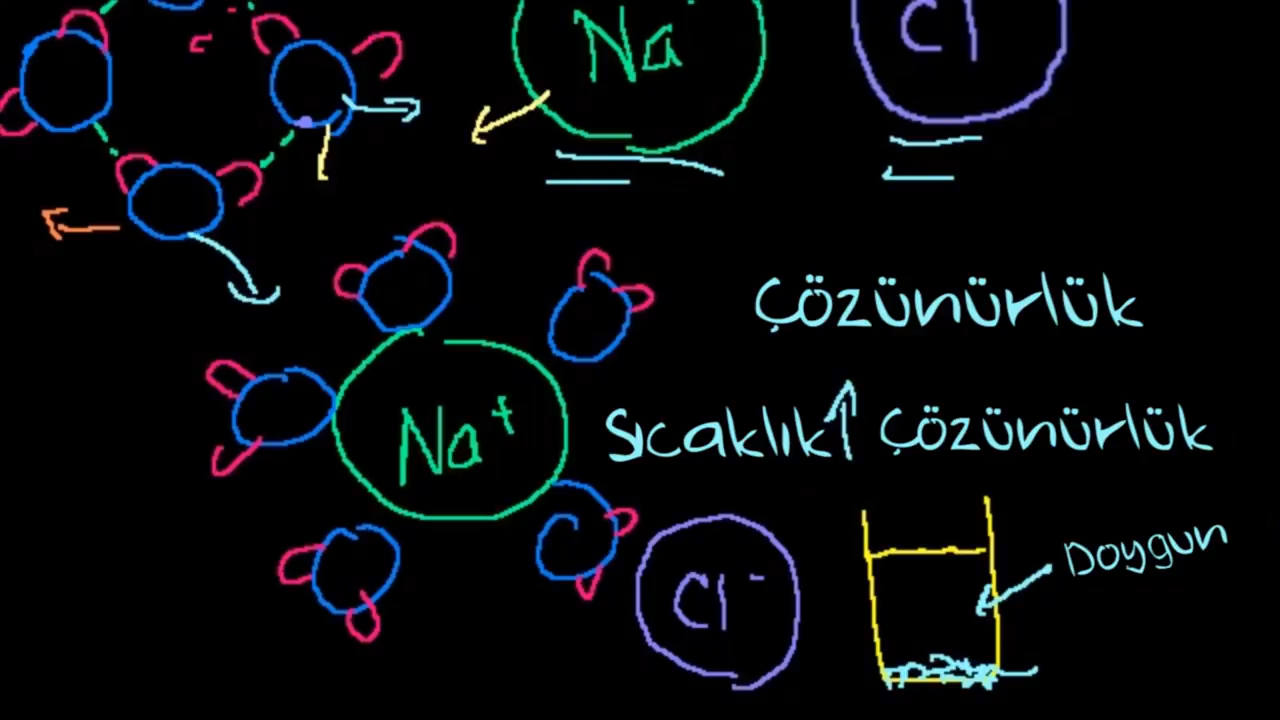 Na
Cl
Çözünürlük
Na+
Sıcaklık↑ Çözünürlük
Doygun
Cl-